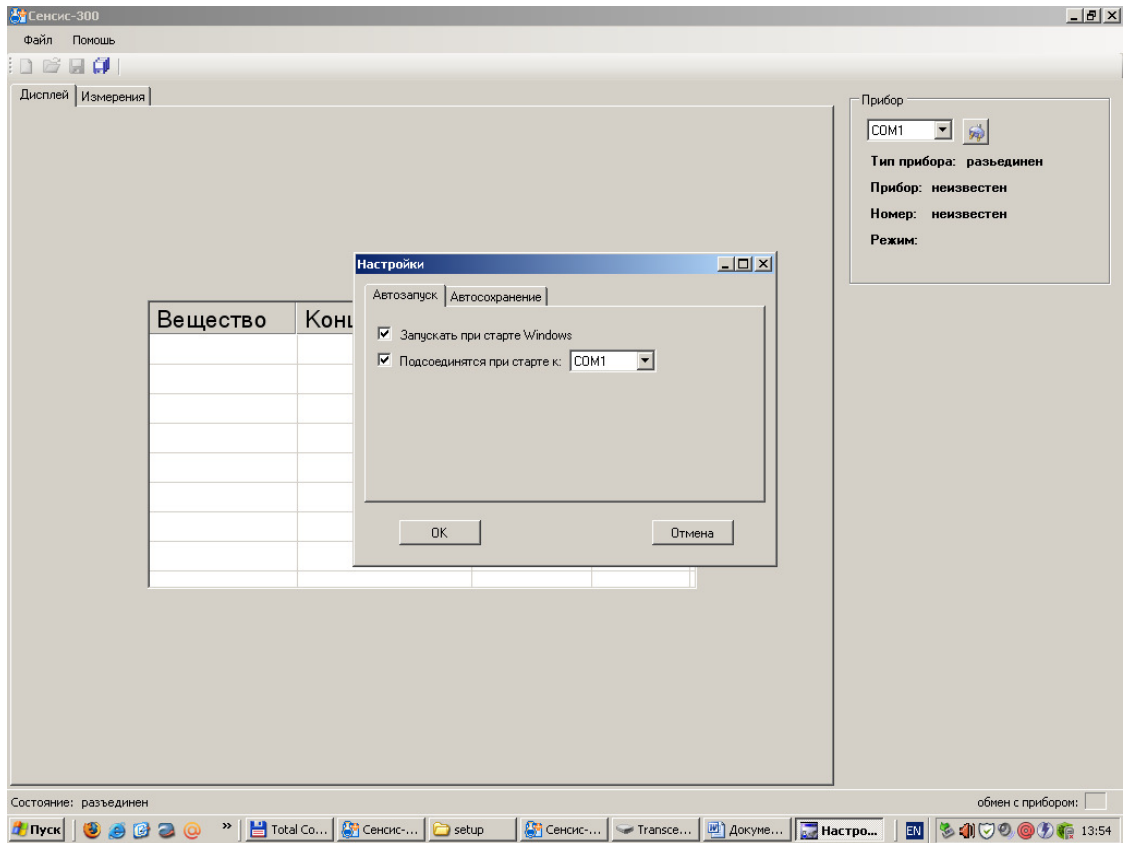 Сенсис-300
Файл Помошь
Дисплей Измерения
Прибор
COM1
Тип прибора: разьединен
Прибор: неизвестен
Номер: неизвестен
Режим:
Настройки
Автозапуск Автосохранение
Запускать при старте Windows
Подсоединятся при старте к: COM1
OK Отмена
Вещество Конц
Состояние: разъединен
обмен с прибором:
Пуск » Total Co... Сенсис-... setup Сенсис-... Transce... Докуме... Настро... EN 13:54